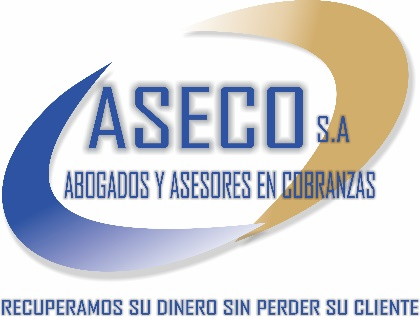 ASECO S.A
ABOGADOS Y ASESORES EN COBRANZAS
RECUPERAMOS SU DINERO SIN PERDER SU CLIENTE